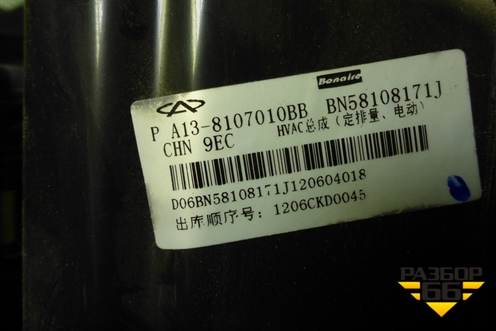 Bonaire
P A13-8107010BB BN58108171J
CHN 9EC HVAC总成(定排量、电动)
D06BN58108171J120604018
出库顺序号: 1206CKD0045
РАЗБОР
66